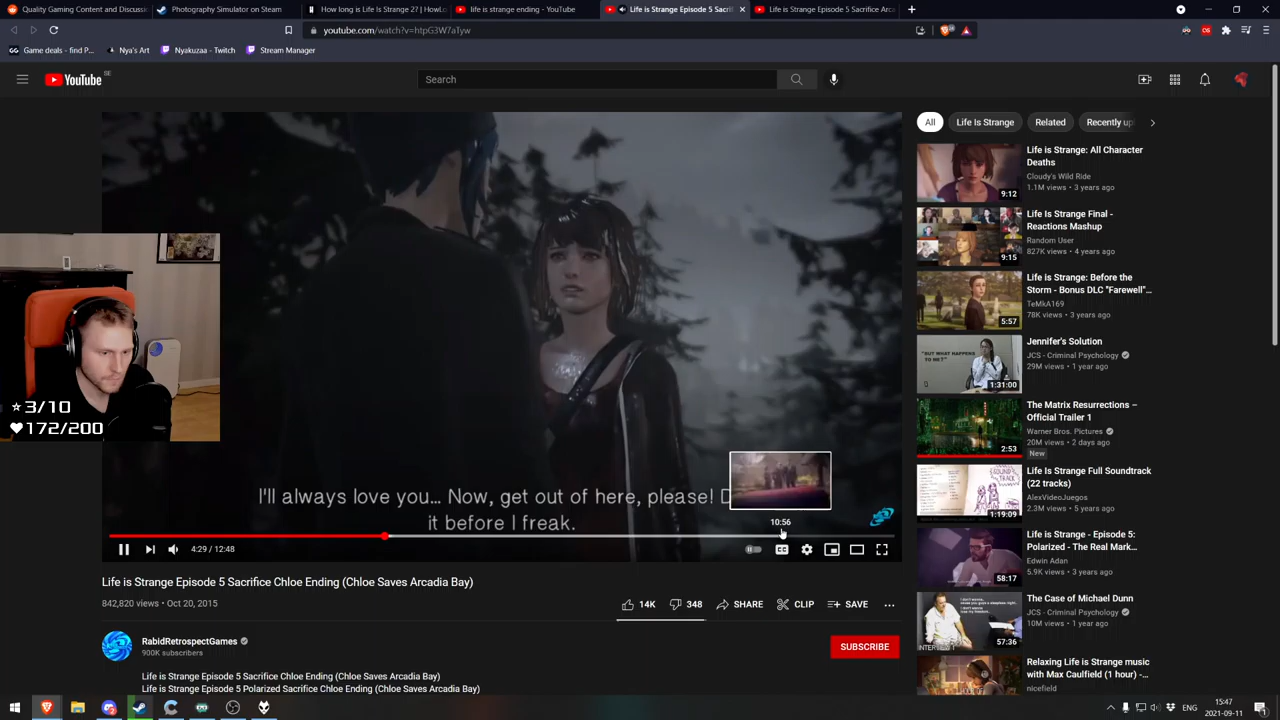 Quality Gaming Content and Discussi
Photography Simulator on Steam
How long is Life Is Strange 2? | HowL
life is strange ending - YouTube
Life is Strange Episode 5 Sacrif
Life is Strange Episode 5 Sacrifice Arca
youtube.com/watch?v=htpG3W7aTyw
Game deals - find P...
Nya's Art
Nyakuzaa - Twitch
Stream Manager
YouTube SE
Search
All
Life Is Strange
Related
Recently up
Life is Strange: All Character
Deaths
Cloudy's Wild Ride
1.1M views • 3 years ago
9:12
Life Is Strange Final -
Reactions Mashup
Random User
827K views • 4 years ago
9:15
Life is Strange: Before the
Storm - Bonus DLC "Farewell"...
TeMkA169
78K views • 3 years ago
5:57
Jennifer's Solution
JCS - Criminal Psychology
29M views • 1 year ago
"BUT WHAT HAPPENS
TO HD?"
1:31:00
The Matrix Resurrections –
Official Trailer 1
Warner Bros. Pictures
20M views • 2 days ago
New
2:53
Life Is Strange Full Soundtrack
(22 tracks)
AlexVideoJuegos
2.3M views • 5 years ago
1:19:09
Life is Strange - Episode 5:
Polarized - The Real Mark...
Edwin Adan
5.9K views • 3 years ago
58:17
The Case of Michael Dunn
JCS - Criminal Psychology
10M views • 1 year ago
INTERVIEW 1
57:36
Relaxing Life is Strange music
with Max Caulfield (1 hour) -...
nicefield
3/10
172/200
I'll always love you... Now, get out of here, please! D
it before I freak.
10:56
4:29 / 12:48
Life is Strange Episode 5 Sacrifice Chloe Ending (Chloe Saves Arcadia Bay)
842,820 views • Oct 20, 2015
14K
348
SHARE
CLIP
SAVE
RabidRetrospectGames
900K subscribers
SUBSCRIBE
Life is Strange Episode 5 Sacrifice Chloe Ending (Chloe Saves Arcadia Bay)
Life is Strange Episode 5 Polarized Sacrifice Chloe Ending (Chloe Saves Arcadia Bay)
ENG
15:47
2021-09-11